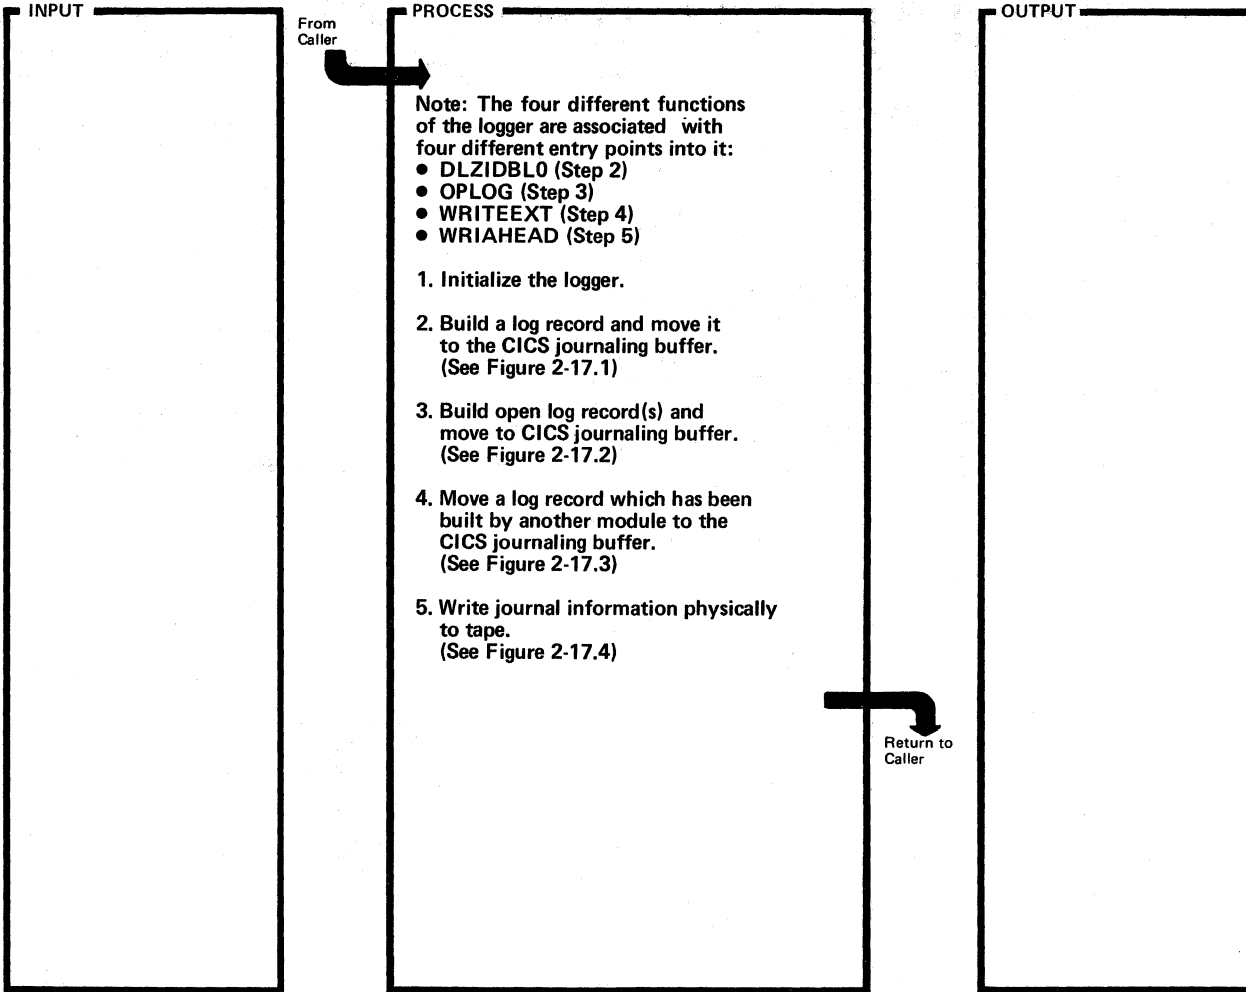 INPUT
From
Caller
PROCESS
Note: The four different functions
of the logger are associated with
four different entry points into it:
● DLZIDBL0 (Step 2)
● OPLOG (Step 3)
● WRITEEXT (Step 4)
● WRIAHEAD (Step 5)
1. Initialize the logger.
2. Build a log record and move it
to the CICS journaling buffer.
(See Figure 2-17.1)
3. Build open log record(s) and
move to CICS journaling buffer.
(See Figure 2-17.2)
4. Move a log record which has been
built by another module to the
CICS journaling buffer.
(See Figure 2-17.3)
5. Write journal information physically
to tape.
(See Figure 2-17.4)
Return to
Caller
OUTPUT